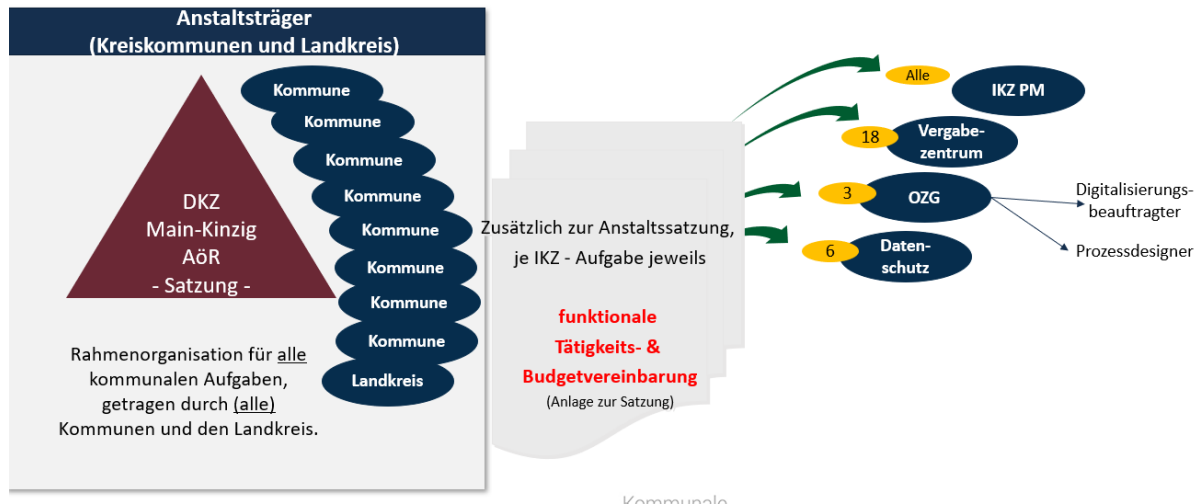 Anstaltsträger
(Kreiskommunen und Landkreis)
DKZ
Main-Kinzig
AöR
- Satzung -
Kommune
Kommune
Kommune
Kommune
Kommune
Kommune
Kommune
Kommune
Landkreis
Rahmenorganisation für alle
kommunalen Aufgaben,
getragen durch (alle)
Kommunen und den Landkreis.
Zusätzlich zur Anstaltssatzung,
je IKZ - Aufgabe jeweils
funktionale
Tätigkeits- &
Budgetvereinbarung
(Anlage zur Satzung)
Alle
IKZ PM
18
Vergabe-
zentrum
3
OZG
6
Daten-
schutz
Digitalisierungs-
beauftragter
Prozessdesigner
Kommunale